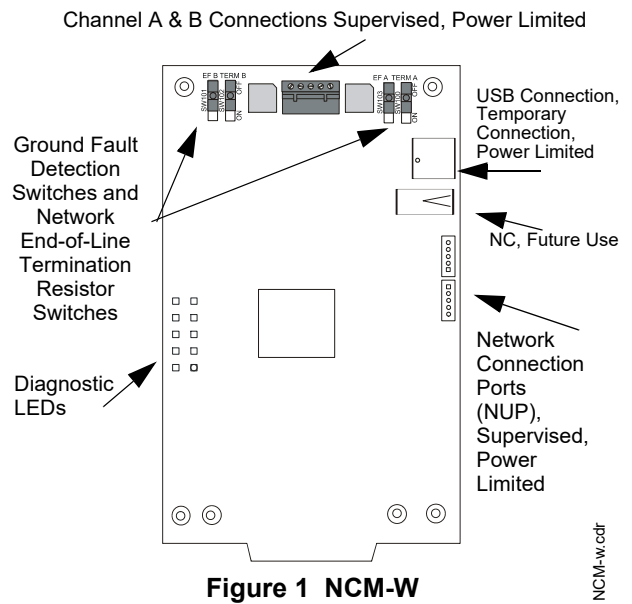 Channel A & B Connections Supervised, Power Limited
EF B TERM B
SW101
SW102
OFF
ON
EF A TERM A
SW103
SW100
OFF
ON
USB Connection,
Temporary
Connection,
Power Limited
Ground Fault
Detection
Switches and
Network
End-of-Line
Termination
Resistor
Switches
NC, Future Use
Network
Connection
Ports
(NUP),
Supervised,
Power
Limited
Diagnostic
LEDs
NCM-w.cdr
Figure 1 NCM-W